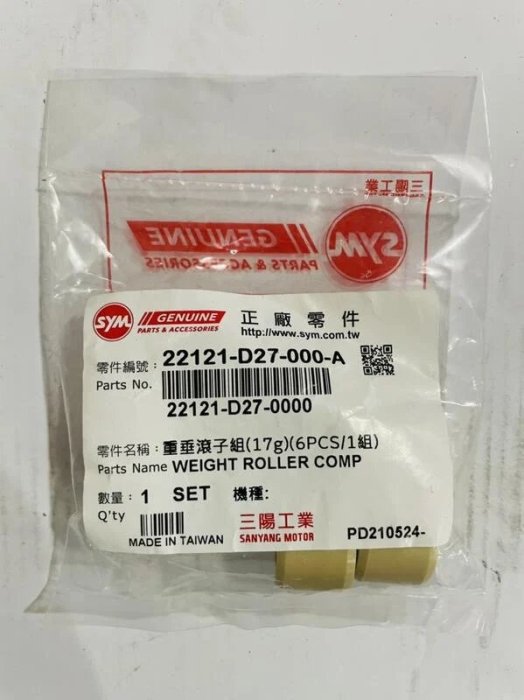 三陽工業
GENUINE
PARTS & ACCESSORISS
SYM
SYM
GENUINE
PARTS & ACCESSORIES
正廠零件
http://www.sym.com.tw
零件編號：
Parts No.
22121-D27-000-A
22121-D27-0000
零件名稱：重垂滾子組(17g)(6PCS/1組)
Parts Name WEIGHT ROLLER COMP
數量：1 SET 機種：
Q'ty
MADE IN TAIWAN
三陽工業
SANYANG MOTOR
PD210524-